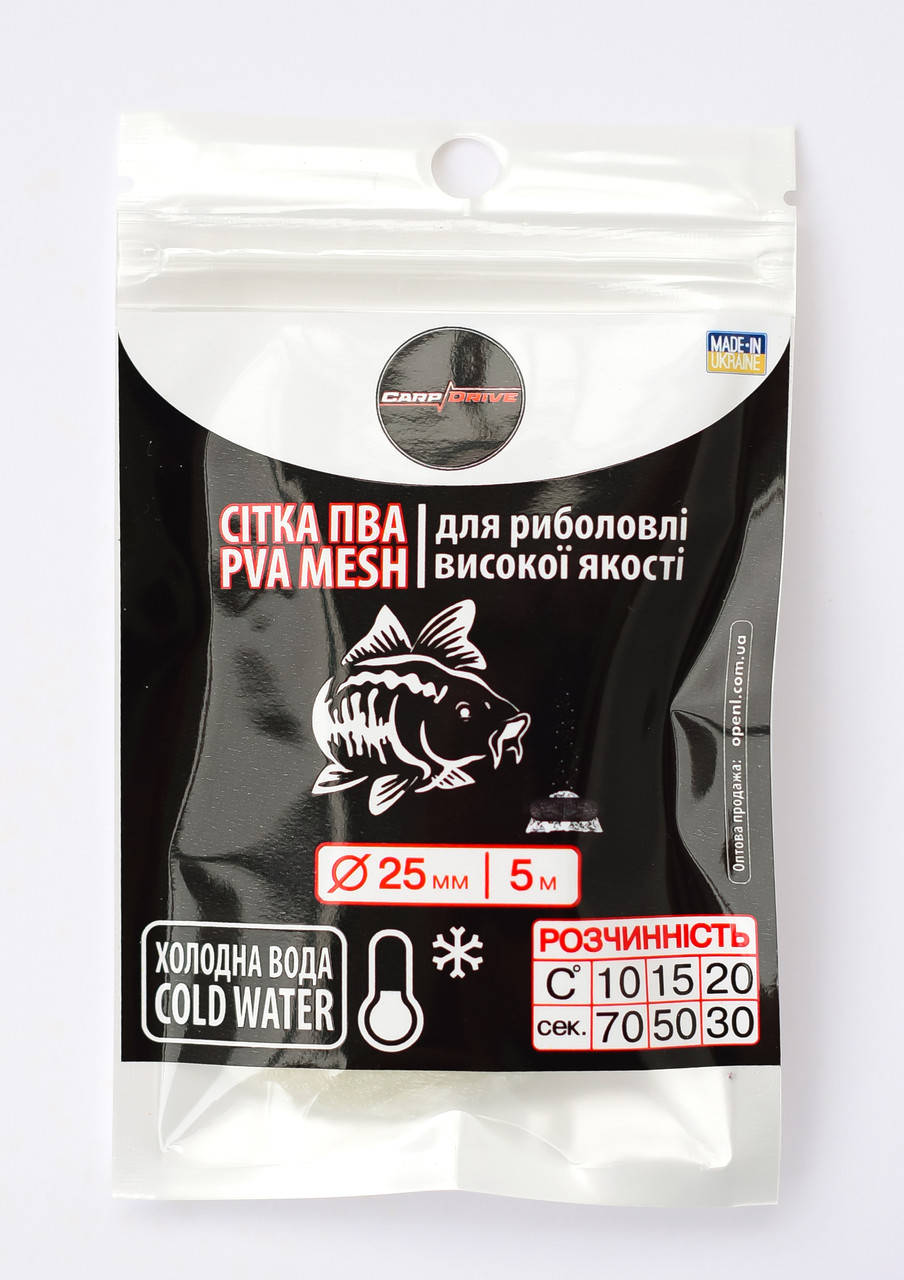 CARP DRIVE
MADE-IN
UKRAINE
СІТКА ПВА
PVA MESH
для риболовлі
високої якості
Оптова продажа: openl.com.ua
Ø 25 мм | 5 м
ХОЛОДНА ВОДА
COLD WATER
РОЗЧИННІСТЬ
C° 10 15 20
сек. 70 50 30